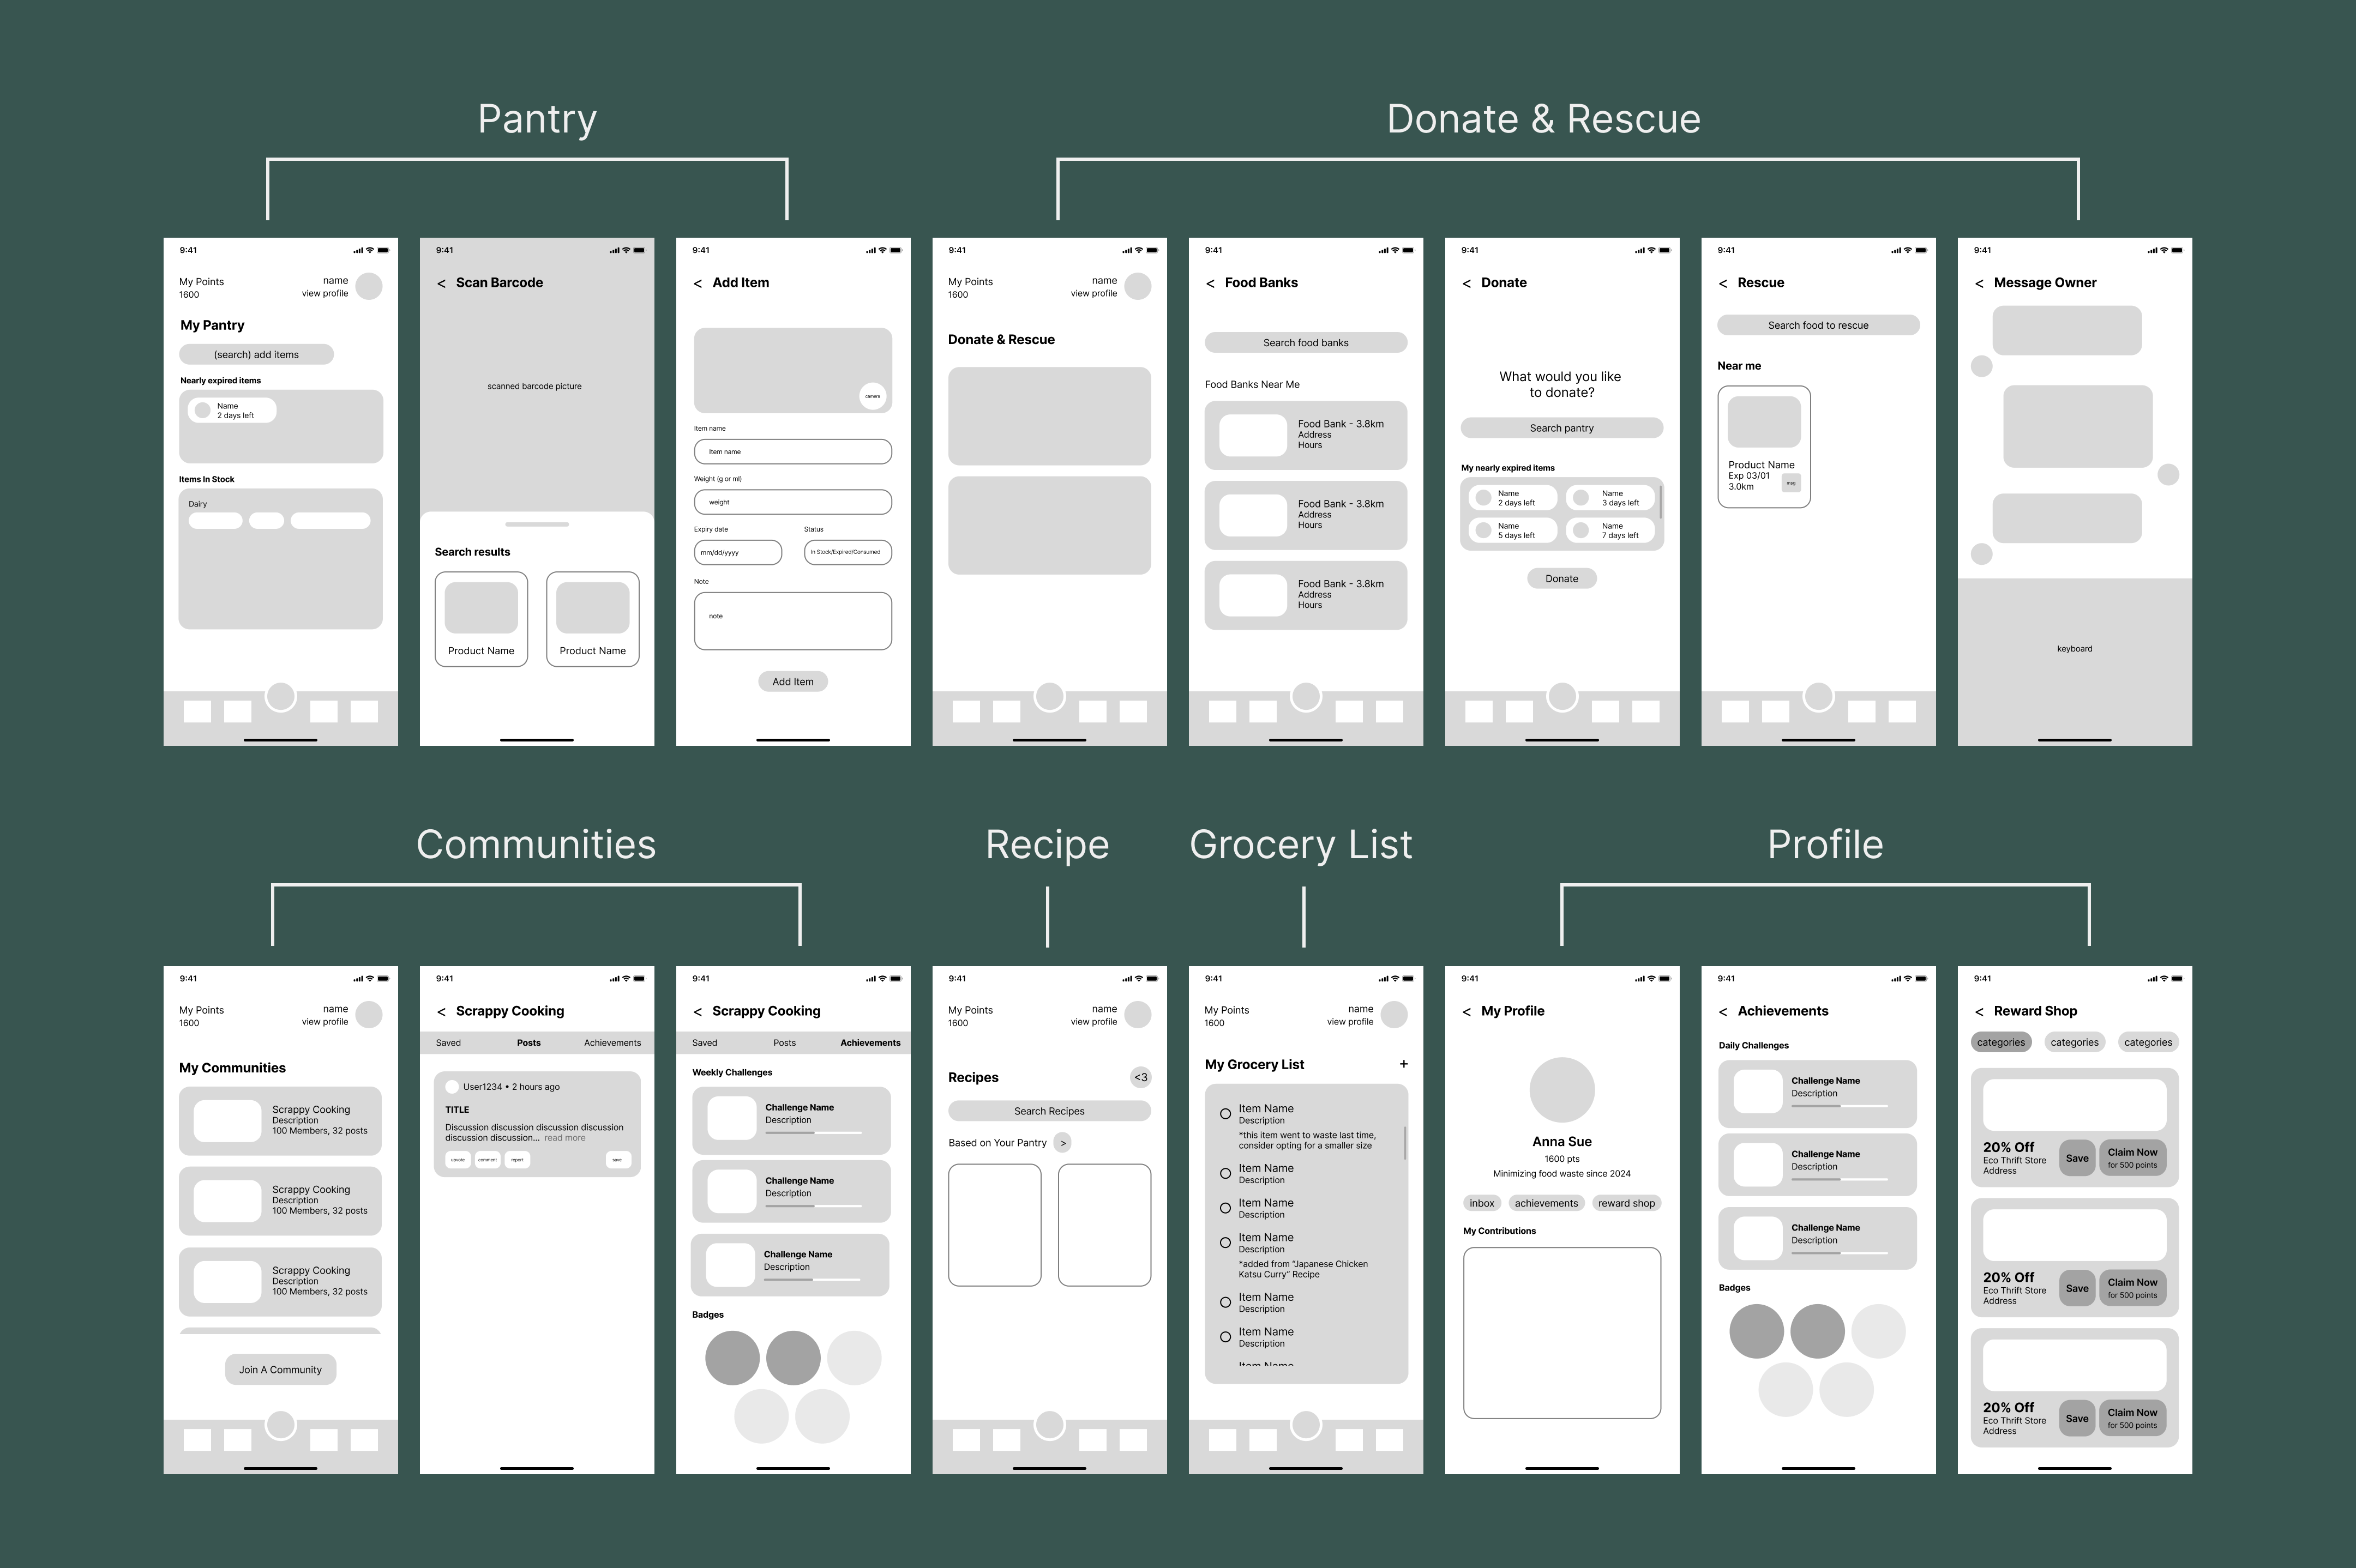 Pantry
Donate & Rescue
9:41
My Points
1600
name
view profile
My Pantry
(search) add items
Nearly expired items
Name
2 days left
Items In Stock
Dairy
9:41
< Scan Barcode
scanned barcode picture
Search results
Product Name
Product Name
9:41
< Add Item
camera
Item name
Item name
Weight (g or ml)
weight
Expiry date
Status
mm/dd/yyyy
In Stock/Expired/Consumed
Note
note
Add Item
9:41
My Points
1600
name
view profile
Donate & Rescue
9:41
< Food Banks
Search food banks
Food Banks Near Me
Food Bank - 3.8km
Address
Hours
Food Bank - 3.8km
Address
Hours
Food Bank - 3.8km
Address
Hours
9:41
< Donate
What would you like
to donate?
Search pantry
My nearly expired items
Name
2 days left
Name
3 days left
Name
5 days left
Name
7 days left
Donate
9:41
< Rescue
Search food to rescue
Near me
Product Name
Exp 03/01
3.0km
msg
9:41
< Message Owner
keyboard
Communities
Recipe
Grocery List
Profile
9:41
My Points
1600
name
view profile
My Communities
Scrappy Cooking
Description
100 Members, 32 posts
Scrappy Cooking
Description
100 Members, 32 posts
Scrappy Cooking
Description
100 Members, 32 posts
Join A Community
9:41
< Scrappy Cooking
Saved Posts Achievements
User1234 • 2 hours ago
TITLE
Discussion discussion discussion discussion
discussion discussion... read more
upvote comment report save
9:41
< Scrappy Cooking
Saved Posts Achievements
Weekly Challenges
Challenge Name
Description
Challenge Name
Description
Challenge Name
Description
Badges
9:41
My Points
1600
name
view profile
Recipes
<3
Search Recipes
Based on Your Pantry >
9:41
My Points
1600
name
view profile
My Grocery List +
Item Name
Description
*this item went to waste last time,
consider opting for a smaller size
Item Name
Description
Item Name
Description
Item Name
Description
*added from "Japanese Chicken
Katsu Curry" Recipe
Item Name
Description
Item Name
Description
Item Name
9:41
< My Profile
Anna Sue
1600 pts
Minimizing food waste since 2024
inbox achievements reward shop
My Contributions
9:41
< Achievements
Daily Challenges
Challenge Name
Description
Challenge Name
Description
Challenge Name
Description
Badges
9:41
< Reward Shop
categories categories categories
20% Off
Eco Thrift Store
Address
Save
Claim Now
for 500 points
20% Off
Eco Thrift Store
Address
Save
Claim Now
for 500 points
20% Off
Eco Thrift Store
Address
Save
Claim Now
for 500 points